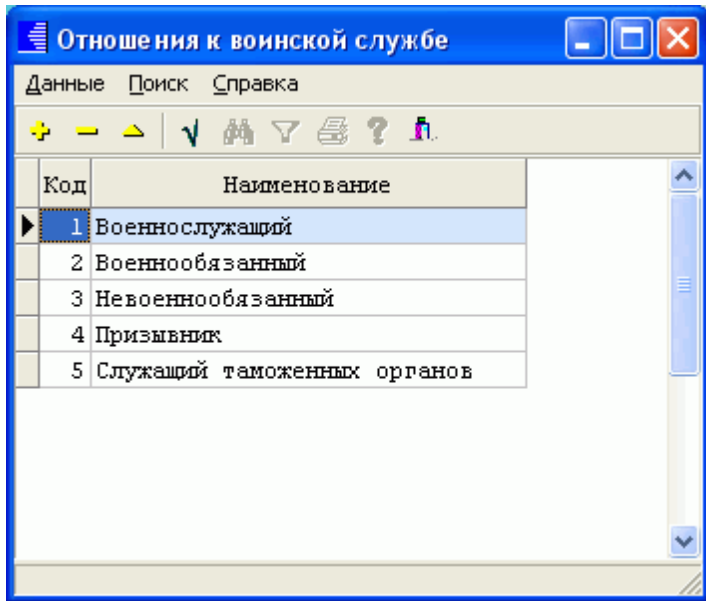 Отношения к воинской службе
Данные Поиск Справка
Код Наименование
1 Военнослужащий
2 Военнообязанный
3 Невоеннообязанный
4 Призывник
5 Служащий таможенных органов